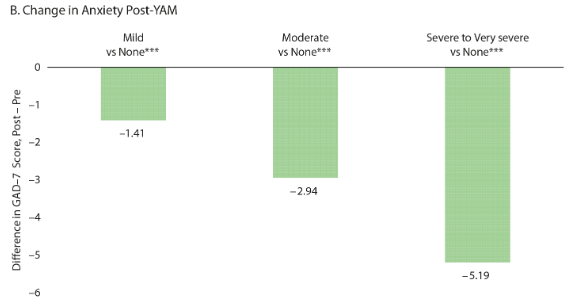 B. Change in Anxiety Post-YAM
Mild
vs None***
Moderate
vs None***
Severe to Very severe
vs None***
Difference in GAD–7 Score, Post – Pre
0
–1
–2
–3
–4
–5
–6
–1.41
–2.94
–5.19